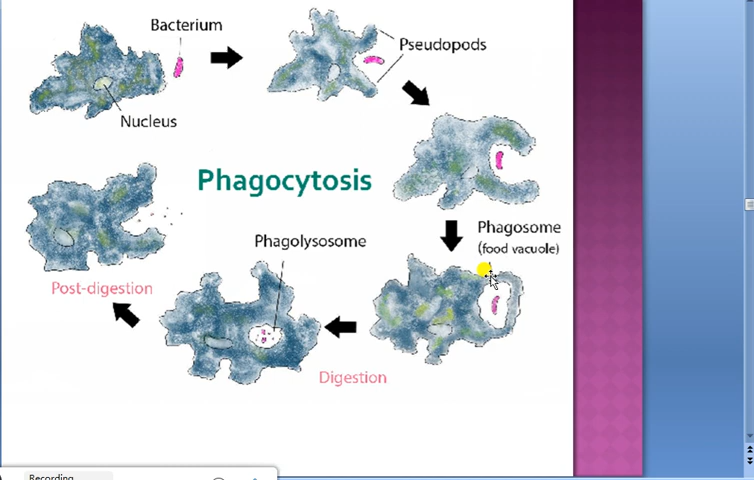 Bacterium
Pseudopods
Nucleus
Phagocytosis
Phagosome
(food vacuole)
Phagolysosome
Post-digestion
Digestion
Recording